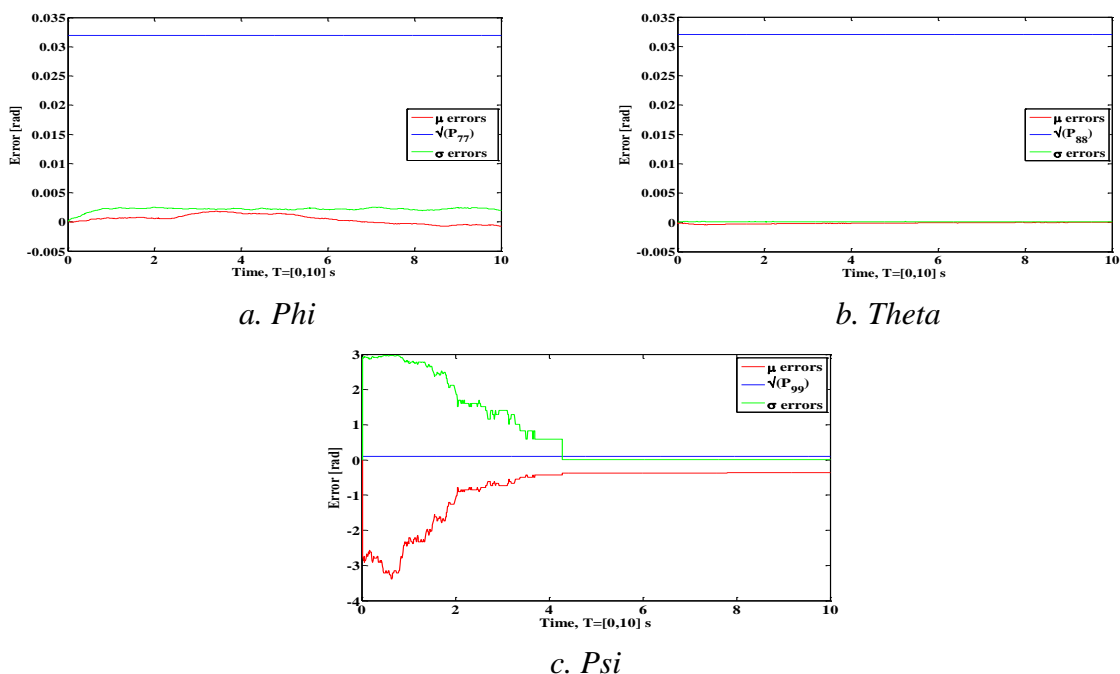 0.035
0.03
0.025
0.02
0.015
0.01
0.005
0
-0.005
Error [rad]
0 2 4 6 8 10
Time, T=[0,10] s
μ errors
√(P77)
σ errors
a. Phi
0.035
0.03
0.025
0.02
0.015
0.01
0.005
0
-0.005
Error [rad]
0 2 4 6 8 10
Time, T=[0,10] s
μ errors
√(P88)
σ errors
b. Theta
3
2
1
0
-1
-2
-3
-4
Error [rad]
0 2 4 6 8 10
Time, T=[0,10] s
μ errors
√(P99)
σ errors
c. Psi